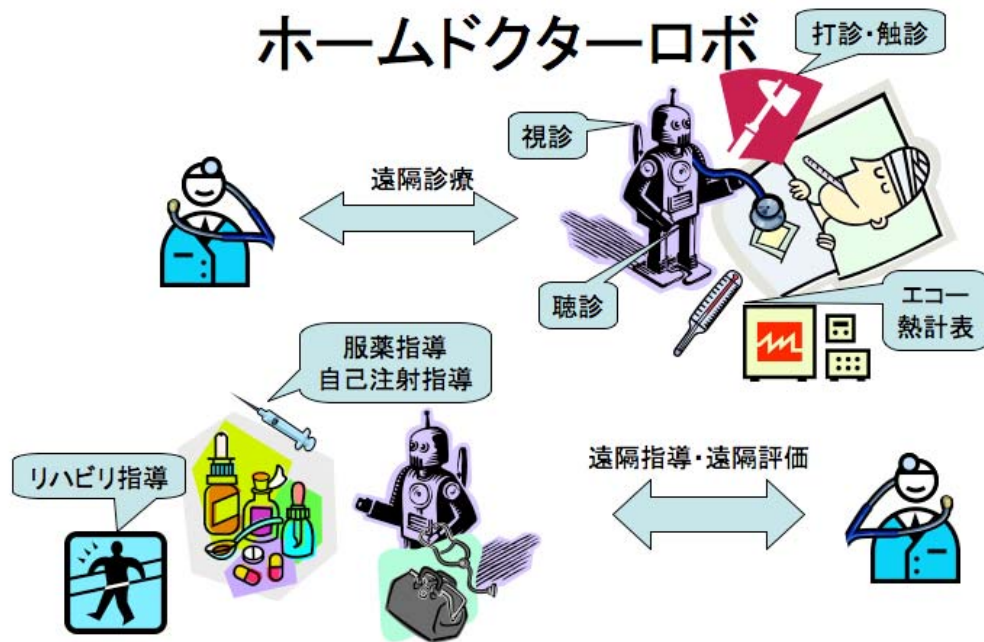 ホームドクターロボ
打診・触診
視診
遠隔診療
聴診
エコー
熱計表
服薬指導
自己注射指導
リハビリ指導
遠隔指導・遠隔評価